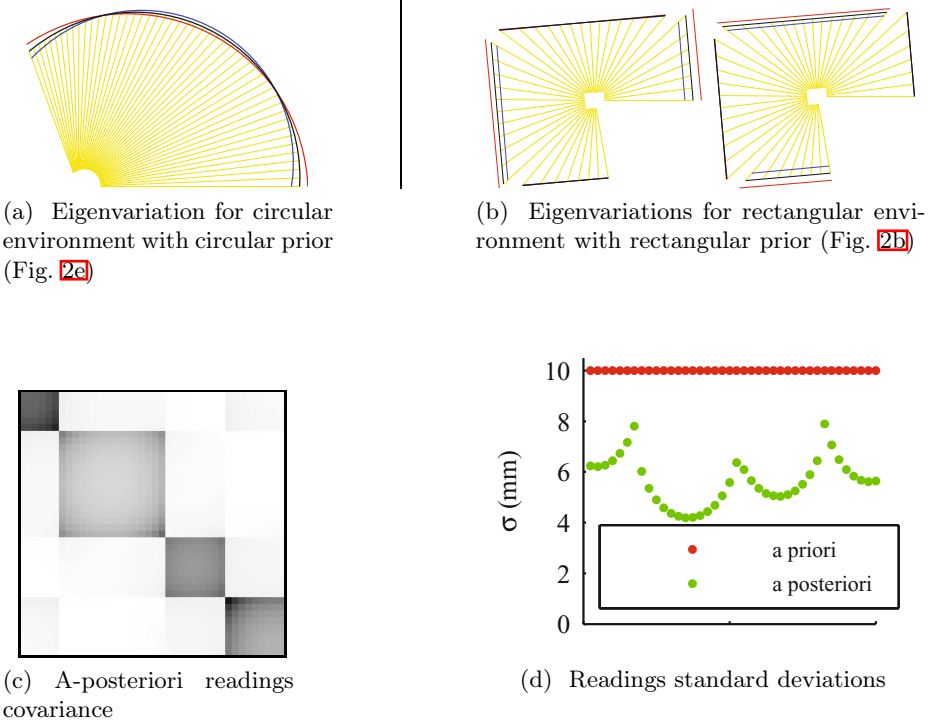 (a) Eigenvariation for circular
environment with circular prior
(Fig. 2e)
(b) Eigenvariations for rectangular envi-
ronment with rectangular prior (Fig. 2b)
(c) A-posteriori readings
covariance
10
8
6
4
2
0
σ (mm)
a priori
a posteriori
(d) Readings standard deviations